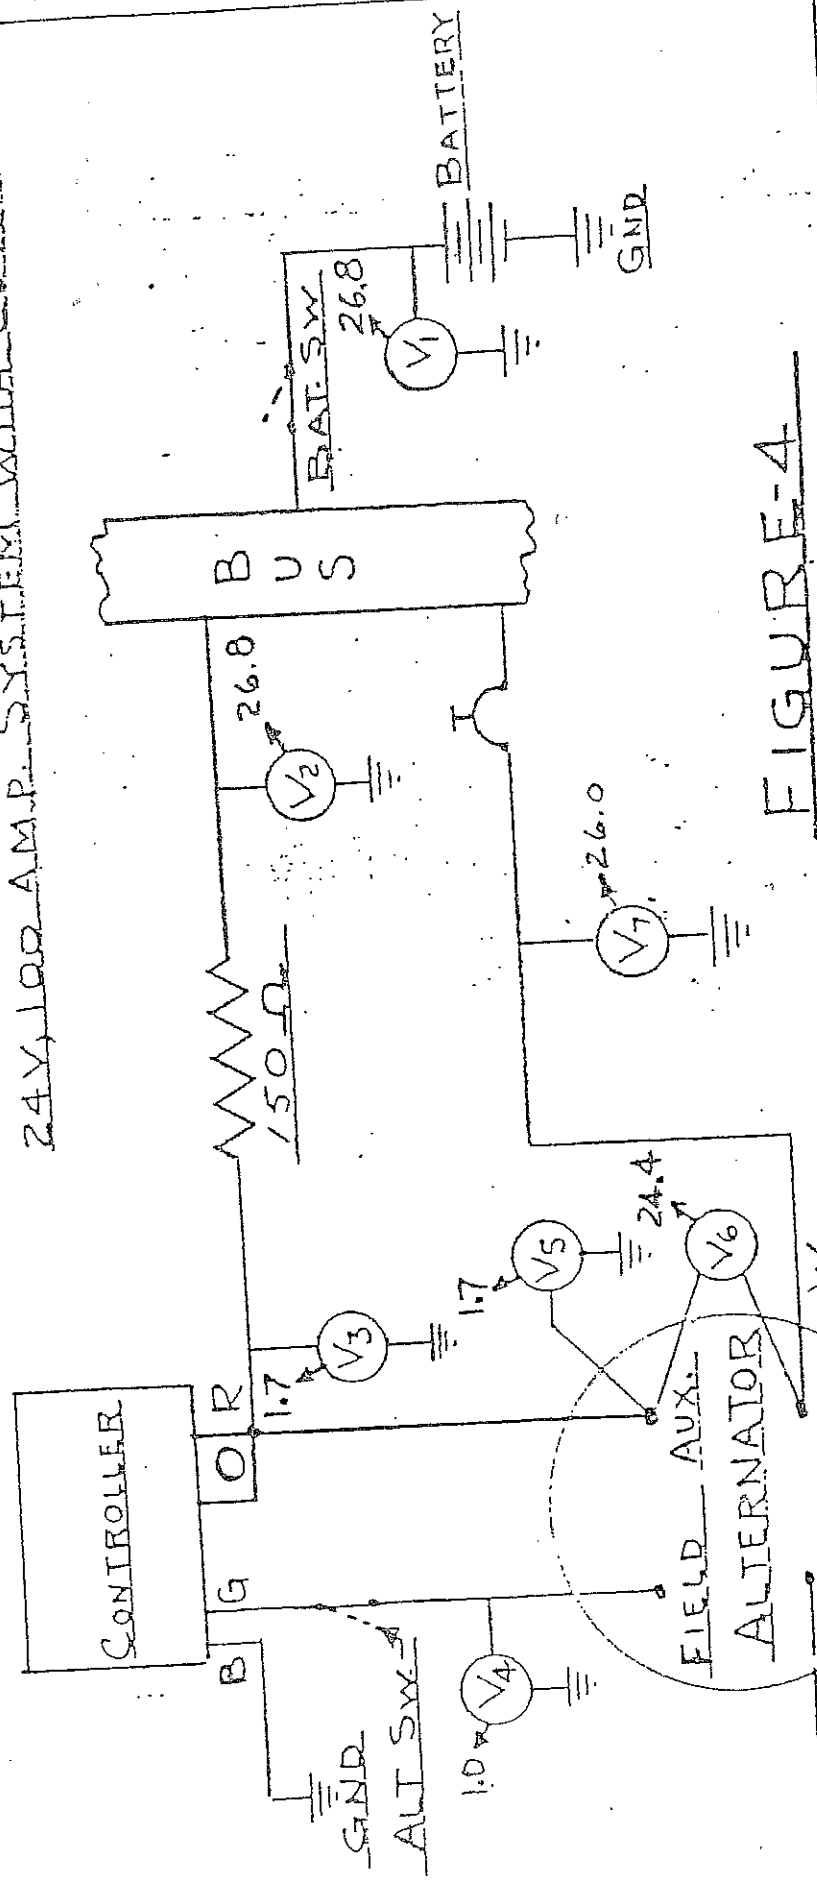 24V, 100 AMP. SYSTEM
CONTROLLER
B G O R
GND
ALT SW
1.0
V4
1.7
V3
150 Ω
V2
26.8
BUS
BAT. SW
V1
26.8
BATTERY
GND
1.7
V5
V6
24.4
V7
26.0
FIELD AUX.
ALTERNATOR
FIGURE-4